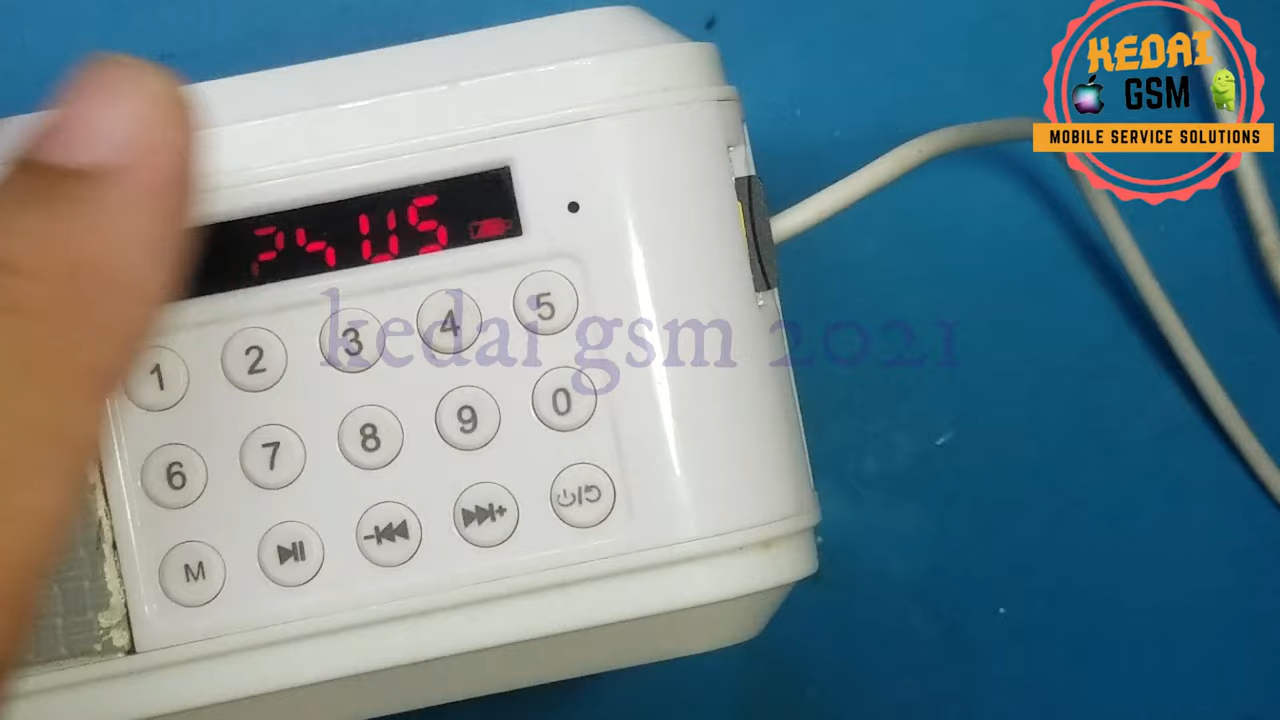 KEDAI
GSM
MOBILE SERVICE SOLUTIONS
1 2 3 4 5
kedai gsm 2021
6 7 8 9 0
M